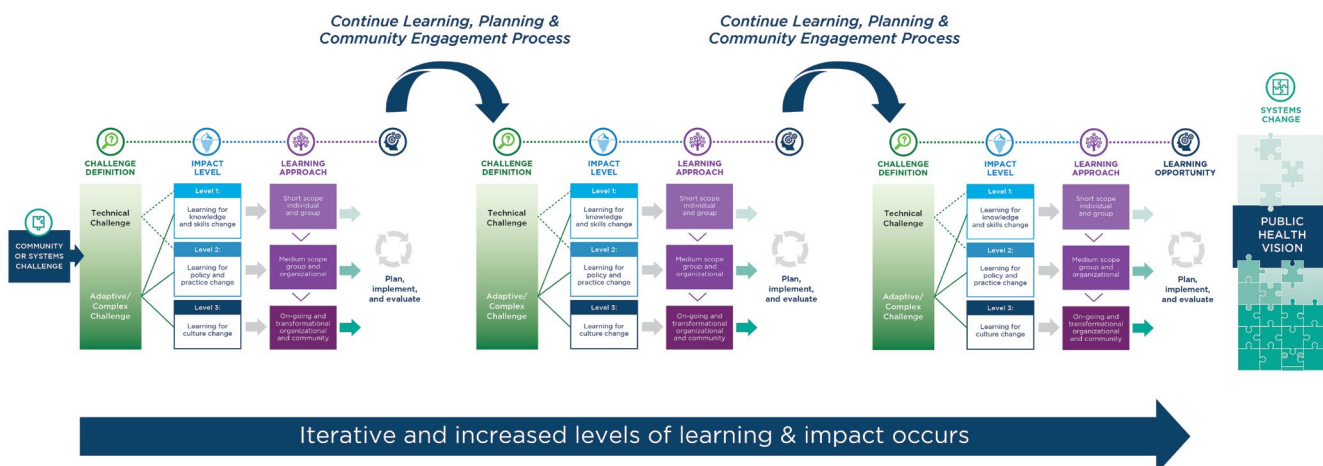 Continue Learning, Planning &
Community Engagement Process
Continue Learning, Planning &
Community Engagement Process
COMMUNITY
OR SYSTEMS
CHALLENGE
CHALLENGE
DEFINITION
Technical
Challenge
Adaptive/
Complex
Challenge
IMPACT
LEVEL
Level 1:
Learning for
knowledge
and skills change
Level 2:
Learning for
policy and
practice change
Level 3:
Learning for
culture change
LEARNING
APPROACH
Short scope
individual
and group
Medium scope
group and
organizational
On-going and
transformational
organizational
and community
Plan,
implement,
and evaluate
CHALLENGE
DEFINITION
Technical
Challenge
Adaptive/
Complex
Challenge
IMPACT
LEVEL
Level 1:
Learning for
knowledge
and skills change
Level 2:
Learning for
policy and
practice change
Level 3:
Learning for
culture change
LEARNING
APPROACH
Short scope
individual
and group
Medium scope
group and
organizational
On-going and
transformational
organizational
and community
Plan,
implement,
and evaluate
CHALLENGE
DEFINITION
Technical
Challenge
Adaptive/
Complex
Challenge
IMPACT
LEVEL
Level 1:
Learning for
knowledge
and skills change
Level 2:
Learning for
policy and
practice change
Level 3:
Learning for
culture change
LEARNING
APPROACH
Short scope
individual
and group
Medium scope
group and
organizational
On-going and
transformational
organizational
and community
LEARNING
OPPORTUNITY
Plan,
implement,
and evaluate
SYSTEMS
CHANGE
PUBLIC
HEALTH
VISION
Iterative and increased levels of learning & impact occurs